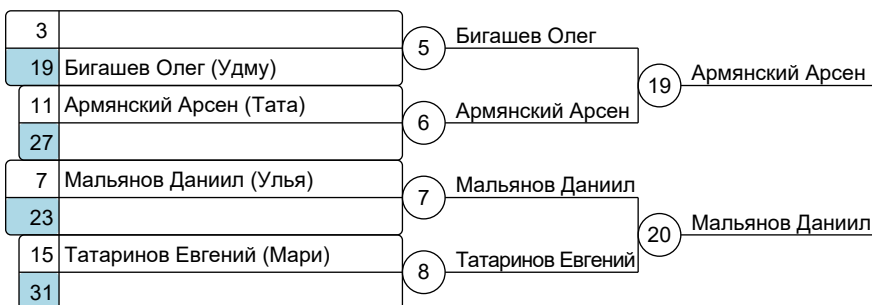 3
5 Бигашев Олег
19 Бигашев Олег (Удму)
19 Армянский Арсен
11 Армянский Арсен (Тата)
6 Армянский Арсен
27
7 Мальянов Даниил (Улья)
7 Мальянов Даниил
23
20 Мальянов Даниил
15 Татаринов Евгений (Мари)
8 Татаринов Евгений
31